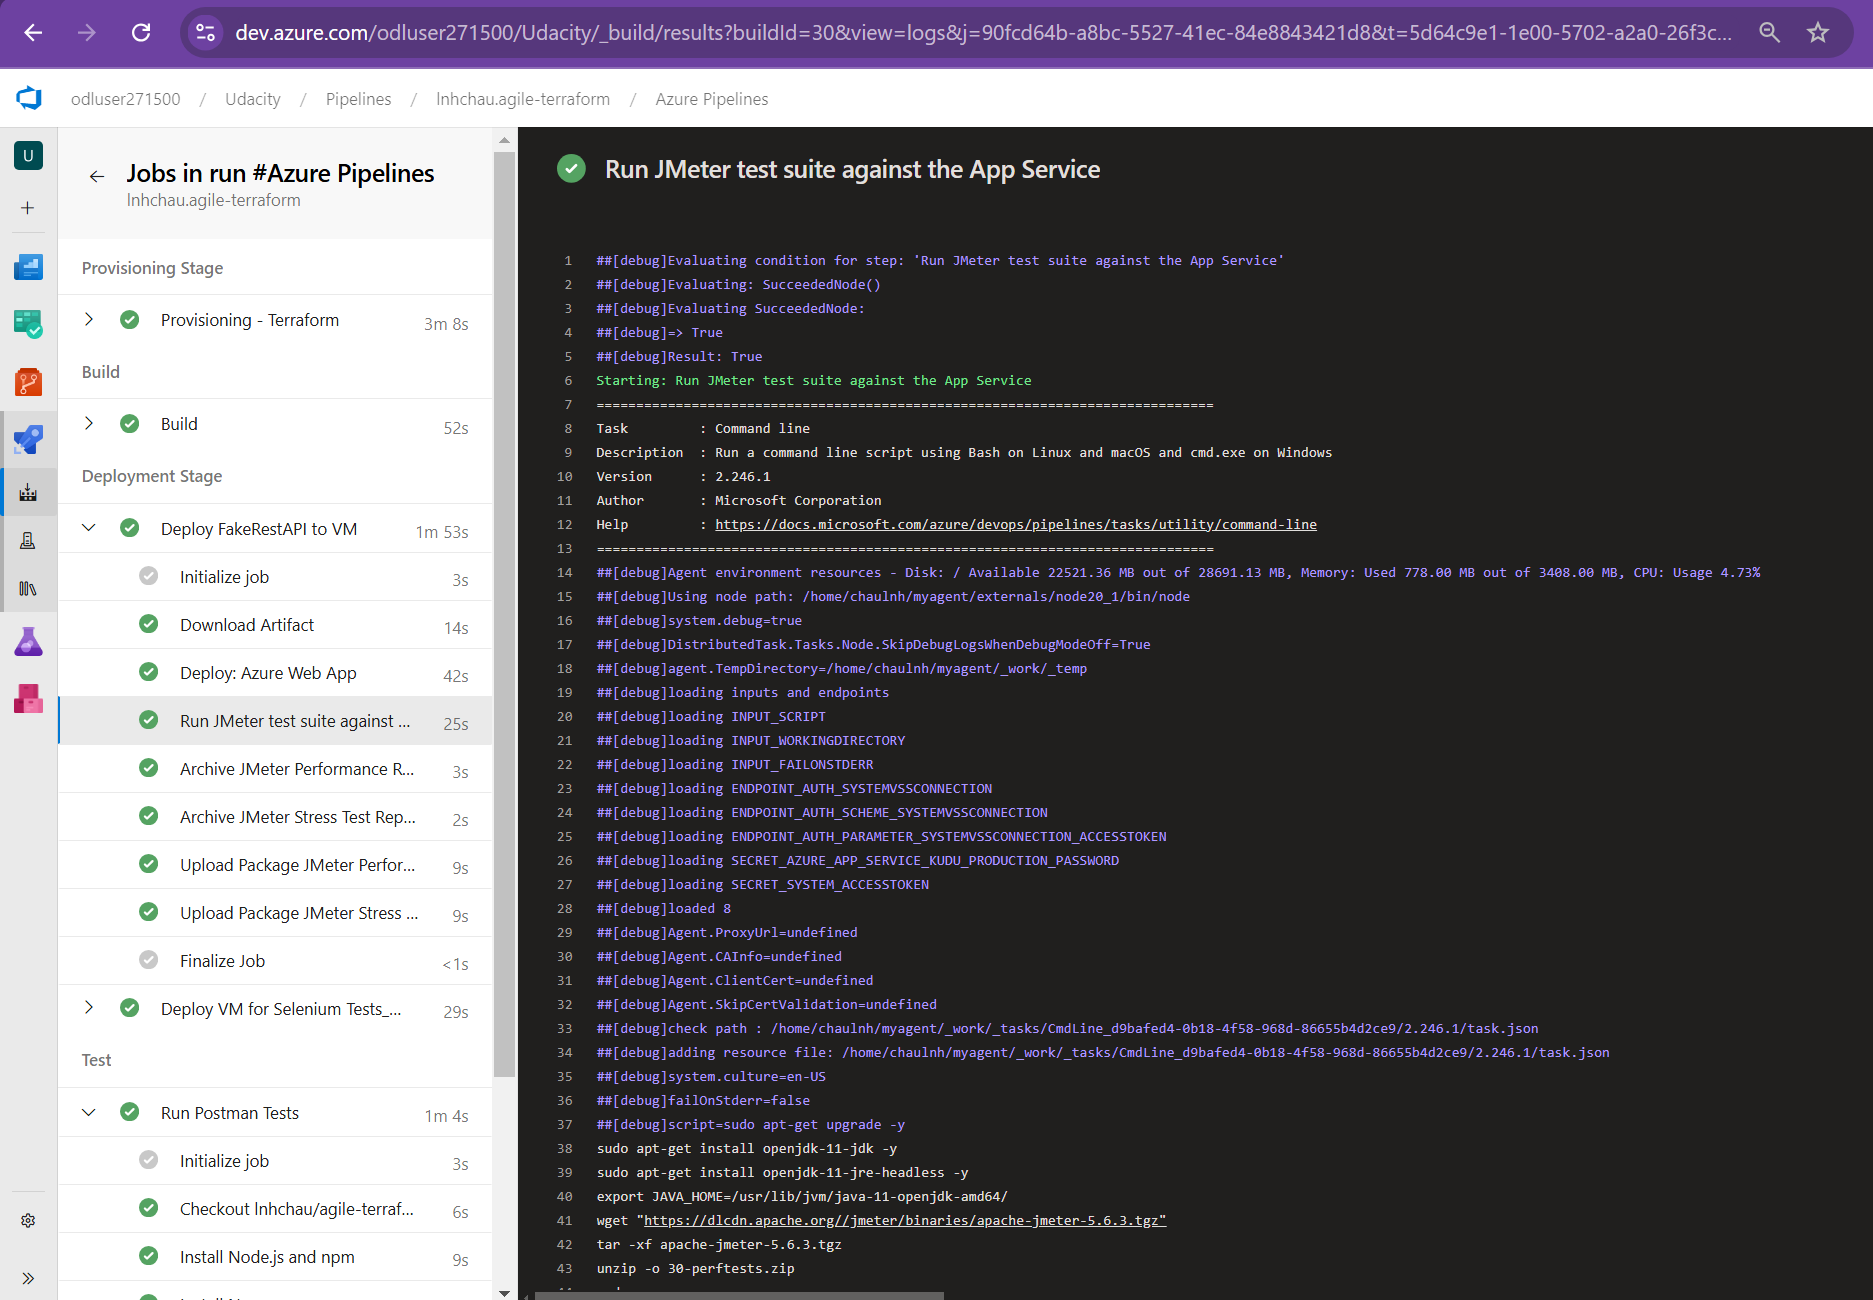 dev.azure.com/odluser271500/Udacity/_build/results?buildId=30&view=logs&j=90fcd64b-a8bc-5527-41ec-84e8843421d8&t=5d64c9e1-1e00-5702-a2a0-26f3c...
odluser271500 / Udacity / Pipelines / lnhchau.agile-terraform / Azure Pipelines
U
Jobs in run #Azure Pipelines
lnhchau.agile-terraform
Provisioning Stage
Provisioning - Terraform 3m 8s
Build
Build 52s
Deployment Stage
Deploy FakeRestAPI to VM 1m 53s
Initialize job 3s
Download Artifact 14s
Deploy: Azure Web App 42s
Run JMeter test suite against ... 25s
Archive JMeter Performance R... 3s
Archive JMeter Stress Test Rep... 2s
Upload Package JMeter Perfor... 9s
Upload Package JMeter Stress ... 9s
Finalize Job <1s
Deploy VM for Selenium Tests_... 29s
Test
Run Postman Tests 1m 4s
Initialize job 3s
Checkout lnhchau/agile-terraf... 6s
Install Node.js and npm 9s
Run JMeter test suite against the App Service
1 ##[debug]Evaluating condition for step: 'Run JMeter test suite against the App Service'
2 ##[debug]Evaluating: SucceededNode()
3 ##[debug]Evaluating SucceededNode:
4 ##[debug]=> True
5 ##[debug]Result: True
6 Starting: Run JMeter test suite against the App Service
7 ==============================================================================
8 Task : Command line
9 Description : Run a command line script using Bash on Linux and macOS and cmd.exe on Windows
10 Version : 2.246.1
11 Author : Microsoft Corporation
12 Help : https://docs.microsoft.com/azure/devops/pipelines/tasks/utility/command-line
13 ==============================================================================
14 ##[debug]Agent environment resources - Disk: / Available 22521.36 MB out of 28691.13 MB, Memory: Used 778.00 MB out of 3408.00 MB, CPU: Usage 4.73%
15 ##[debug]Using node path: /home/chaulnh/myagent/externals/node20_1/bin/node
16 ##[debug]system.debug=true
17 ##[debug]DistributedTask.Tasks.Node.SkipDebugLogsWhenDebugModeOff=True
18 ##[debug]agent.TempDirectory=/home/chaulnh/myagent/_work/_temp
19 ##[debug]loading inputs and endpoints
20 ##[debug]loading INPUT_SCRIPT
21 ##[debug]loading INPUT_WORKINGDIRECTORY
22 ##[debug]loading INPUT_FAILONSTDERR
23 ##[debug]loading ENDPOINT_AUTH_SYSTEMVSSCONNECTION
24 ##[debug]loading ENDPOINT_AUTH_SCHEME_SYSTEMVSSCONNECTION
25 ##[debug]loading ENDPOINT_AUTH_PARAMETER_SYSTEMVSSCONNECTION_ACCESSTOKEN
26 ##[debug]loading SECRET_AZURE_APP_SERVICE_KUDU_PRODUCTION_PASSWORD
27 ##[debug]loading SECRET_SYSTEM_ACCESSTOKEN
28 ##[debug]loaded 8
29 ##[debug]Agent.ProxyUrl=undefined
30 ##[debug]Agent.CAInfo=undefined
31 ##[debug]Agent.ClientCert=undefined
32 ##[debug]Agent.SkipCertValidation=undefined
33 ##[debug]check path : /home/chaulnh/myagent/_work/_tasks/CmdLine_d9bafed4-0b18-4f58-968d-86655b4d2ce9/2.246.1/task.json
34 ##[debug]adding resource file: /home/chaulnh/myagent/_work/_tasks/CmdLine_d9bafed4-0b18-4f58-968d-86655b4d2ce9/2.246.1/task.json
35 ##[debug]system.culture=en-US
36 ##[debug]failOnStderr=false
37 ##[debug]script=sudo apt-get upgrade -y
38 sudo apt-get install openjdk-11-jdk -y
39 sudo apt-get install openjdk-11-jre-headless -y
40 export JAVA_HOME=/usr/lib/jvm/java-11-openjdk-amd64/
41 wget "https://dlcdn.apache.org//jmeter/binaries/apache-jmeter-5.6.3.tgz"
42 tar -xf apache-jmeter-5.6.3.tgz
43 unzip -o 30-perftests.zip